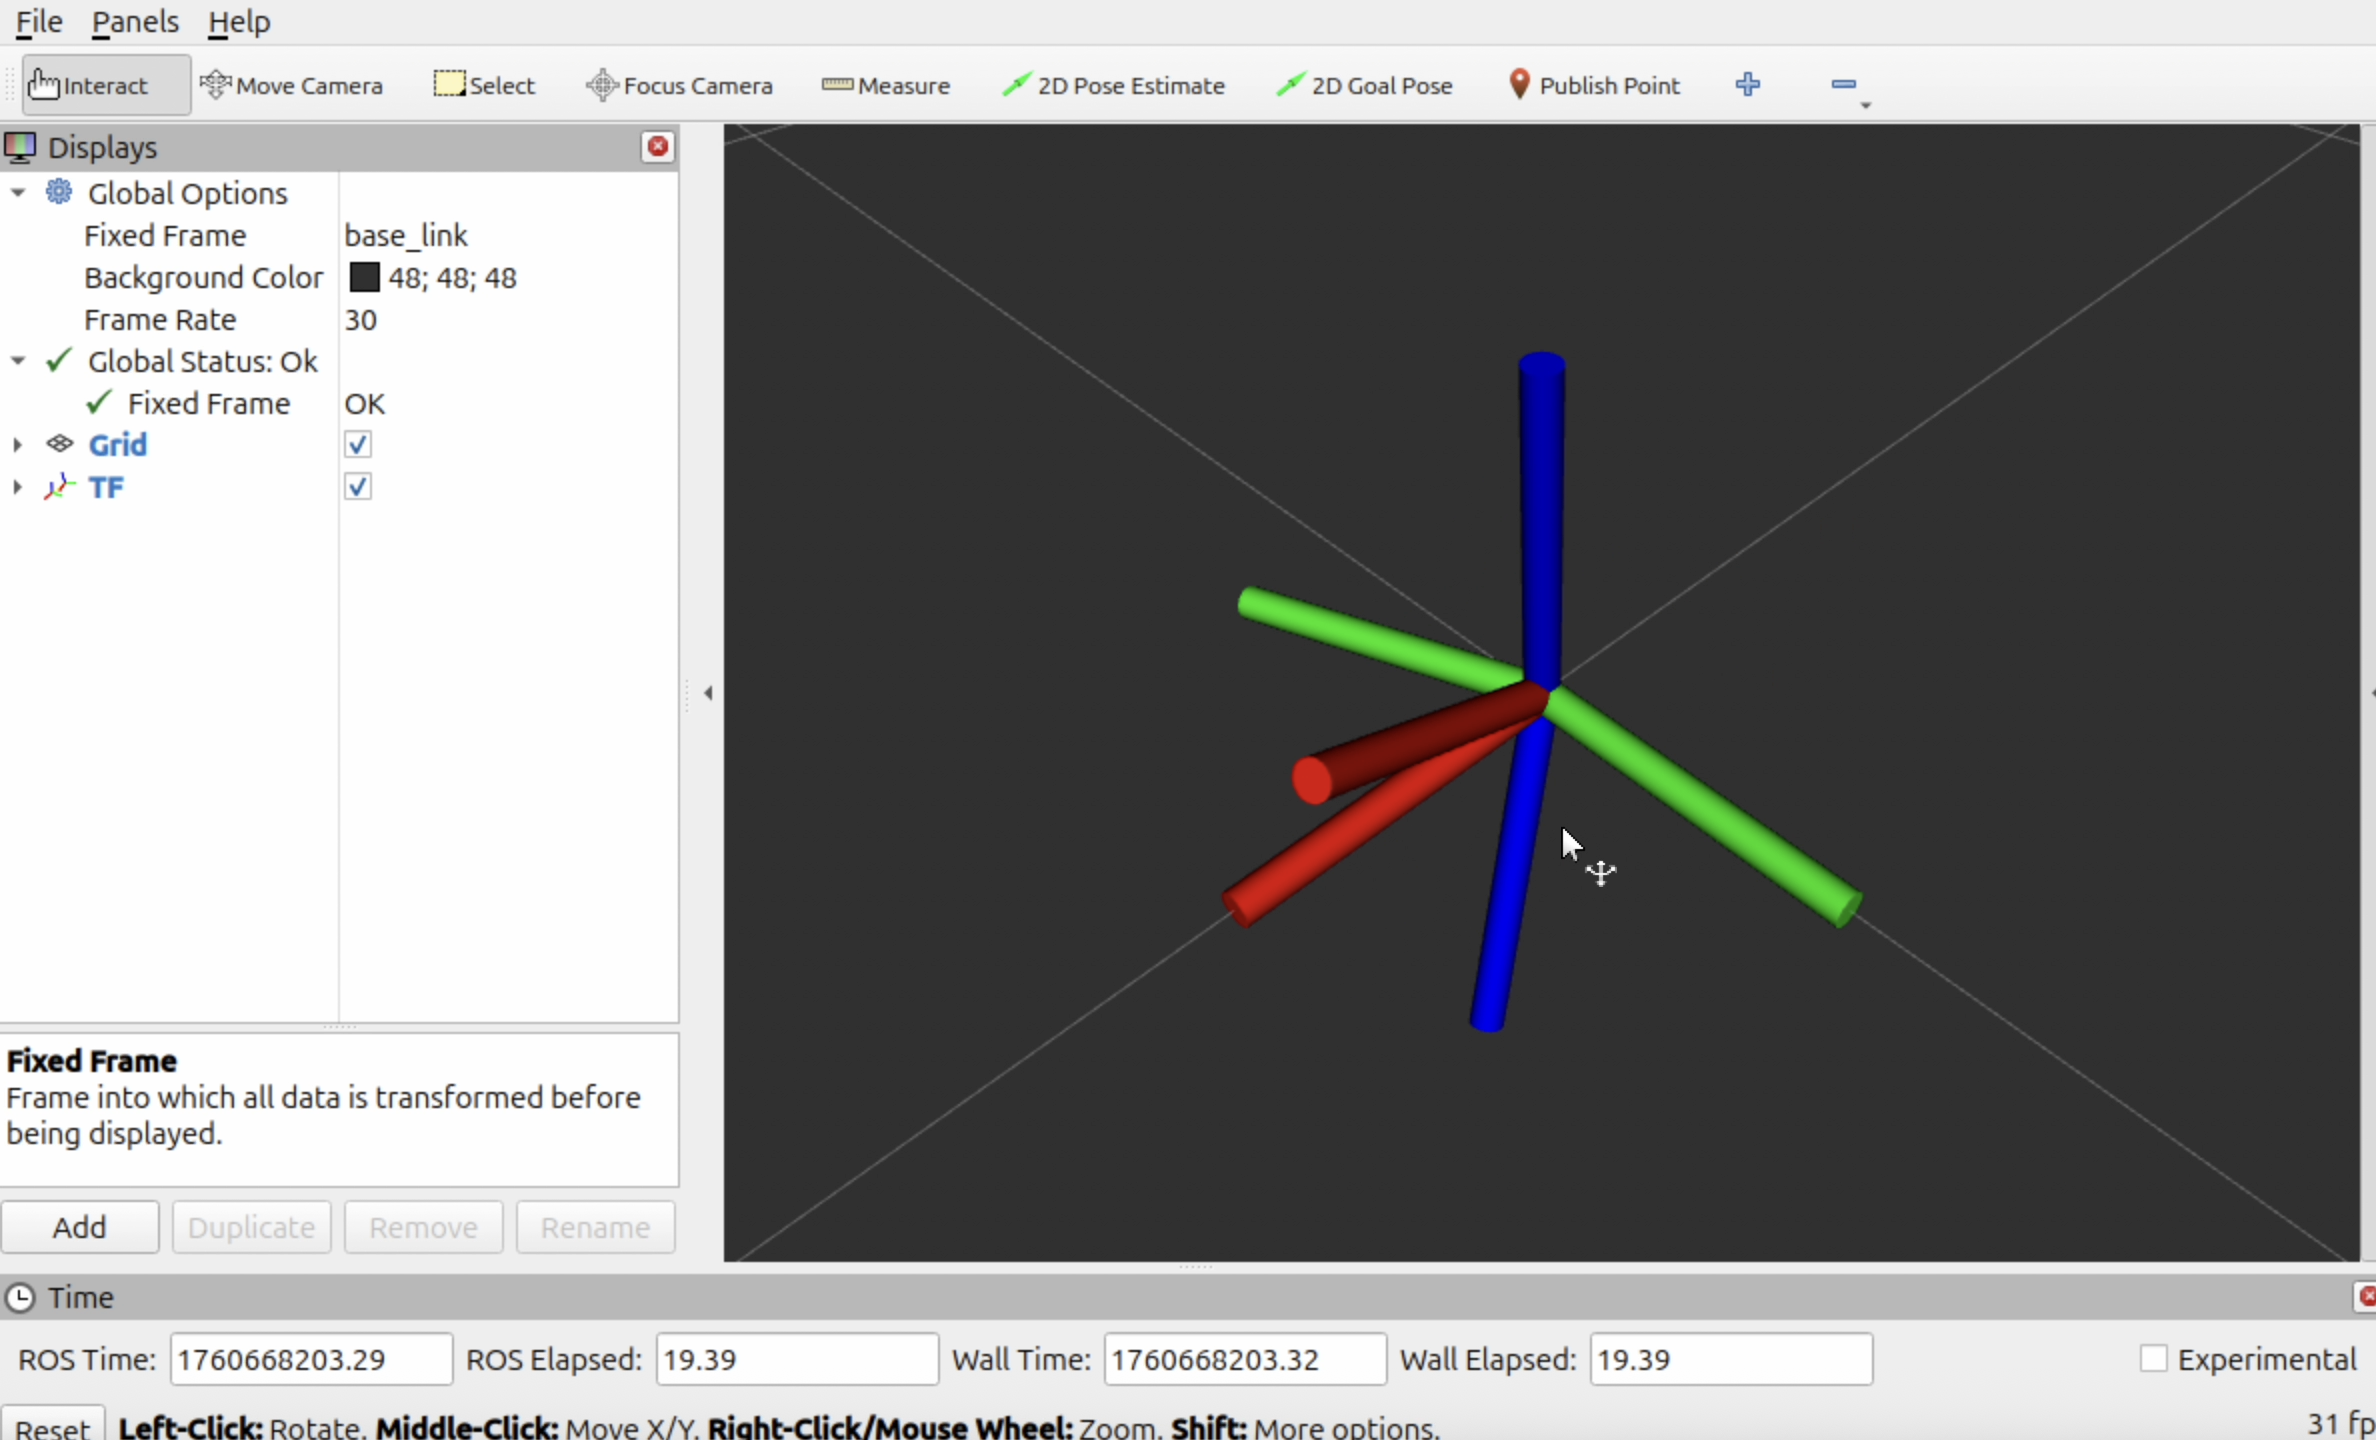 File Panels Help
Interact Move Camera Select Focus Camera Measure 2D Pose Estimate 2D Goal Pose Publish Point
Displays
Global Options
Fixed Frame base_link
Background Color 48; 48; 48
Frame Rate 30
Global Status: Ok
Fixed Frame OK
Grid
TF
Fixed Frame
Frame into which all data is transformed before
being displayed.
Add Duplicate Remove Rename
Time
ROS Time: 1760668203.29 ROS Elapsed: 19.39 Wall Time: 1760668203.32 Wall Elapsed: 19.39 Experimental
Reset Left-Click: Rotate. Middle-Click: Move X/Y. Right-Click/Mouse Wheel: Zoom. Shift: More options. 31 fp